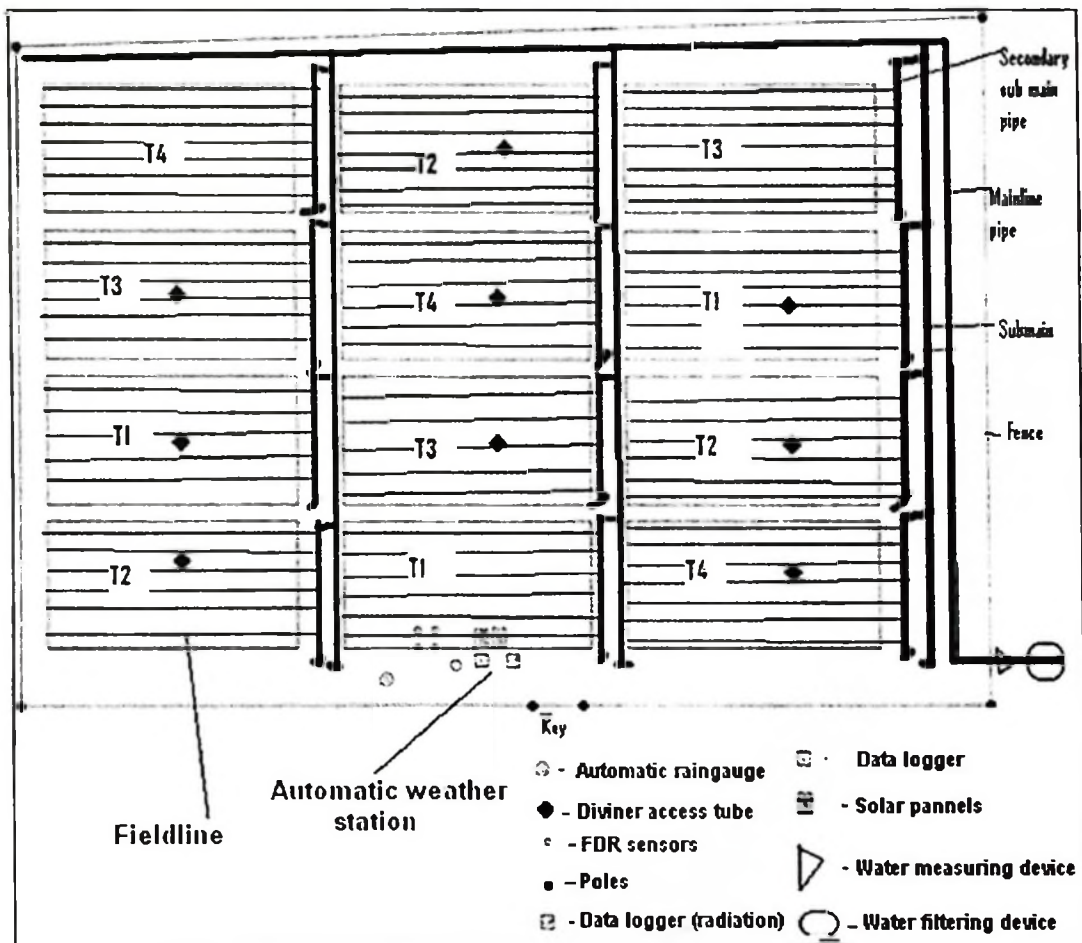 Secondary
sub main
pipe
T4
T2
T3
Mainline
pipe
T3
T4
T1
Submain
T1
T3
T2
Fence
T2
T1
T4
Key
Automatic weather
station
Fieldline
- Automatic raingauge
- Diviner access tube
- FDR sensors
- Poles
- Data logger (radiation)
- Data logger
- Solar pannels
- Water measuring device
- Water filtering device